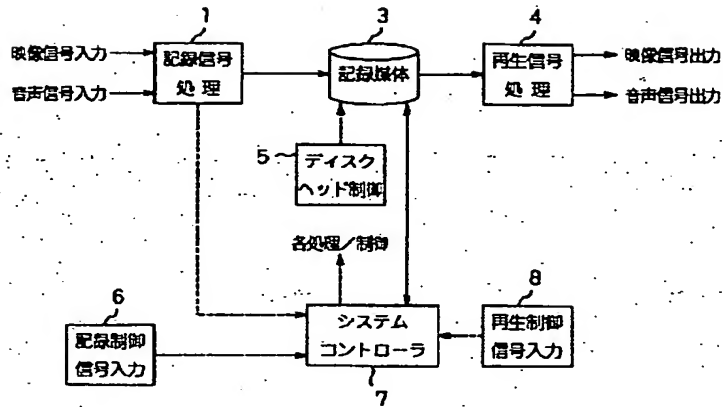 1
3
4
映像信号入力
音声信号入力
記録信号
処理
記録媒体
再生信号
処理
映像信号出力
音声信号出力
5
ディスク
ヘッド制御
各処理/制御
6
記録制御
信号入力
システム
コントローラ
7
8
再生制御
信号入力